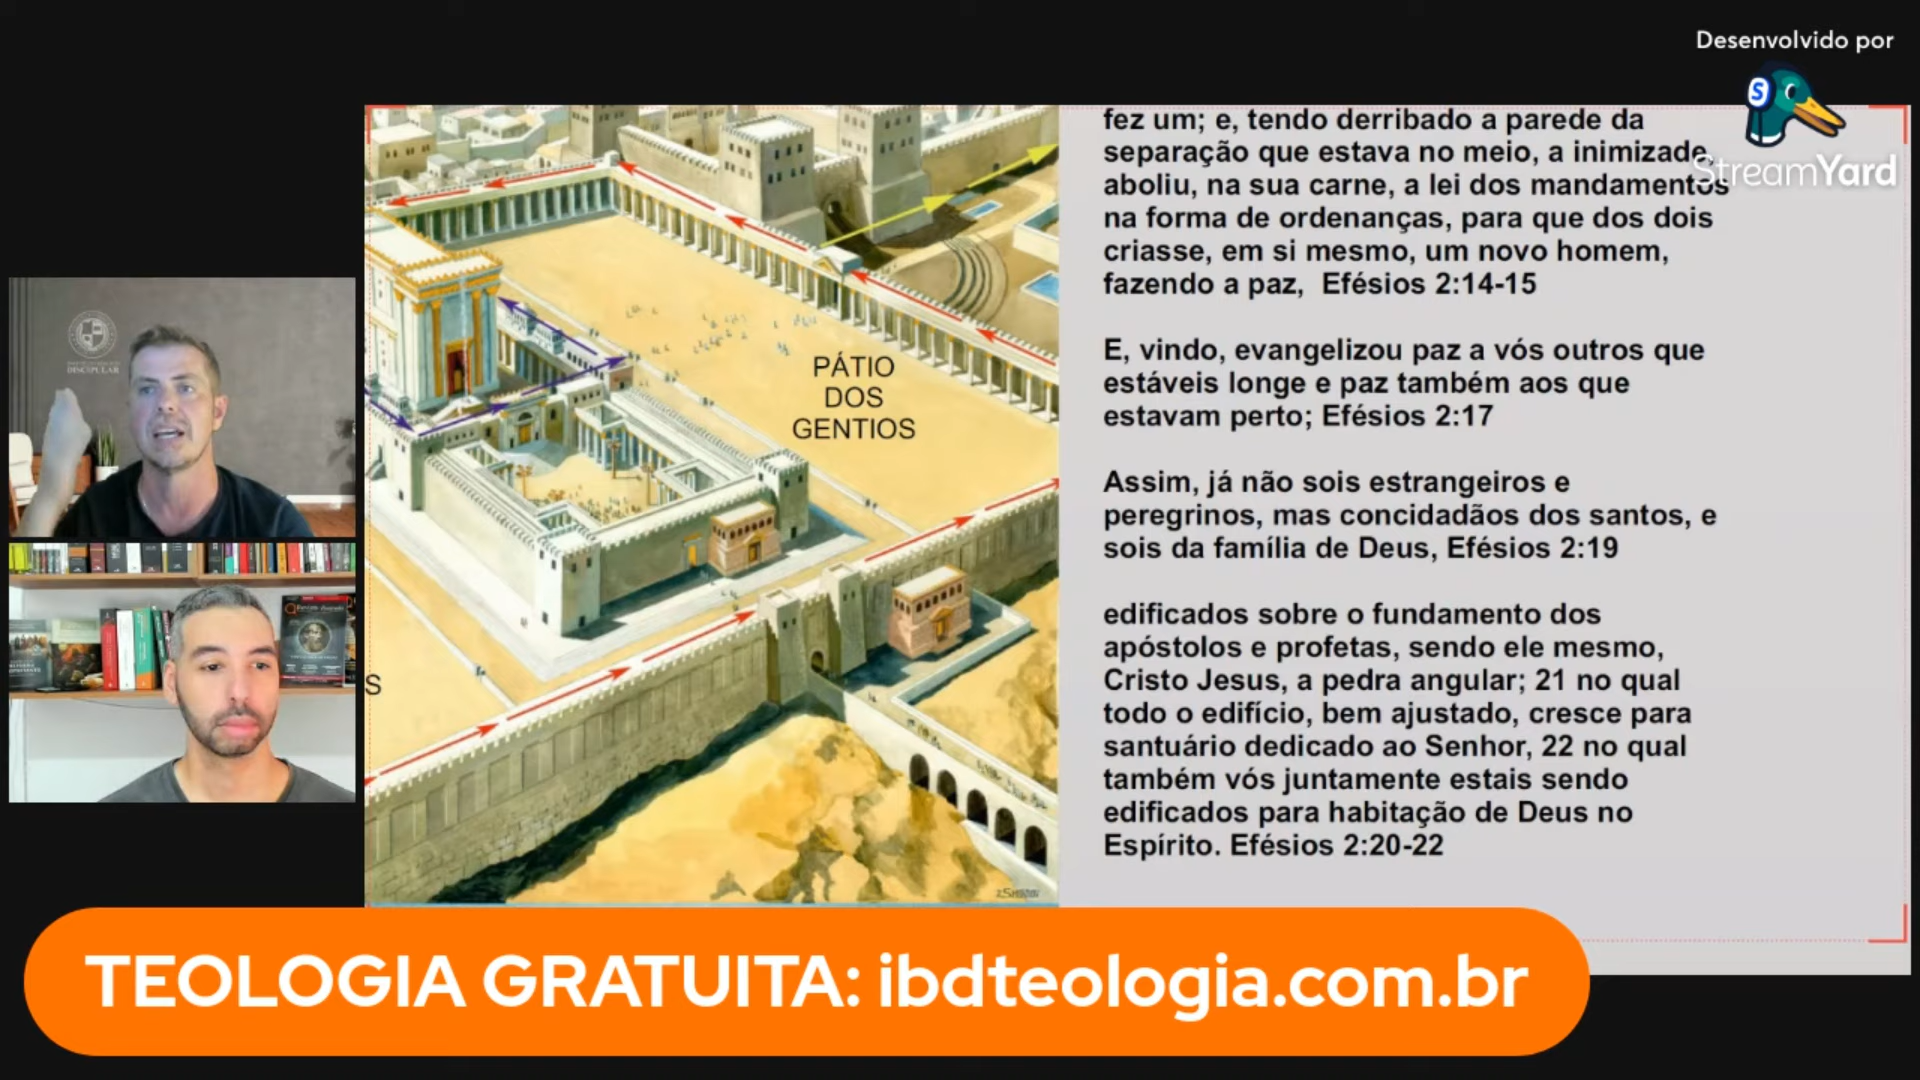 Desenvolvido por
StreamYard
fez um; e, tendo derribado a parede da
separação que estava no meio, a inimizade,
aboliu, na sua carne, a lei dos mandamentos
na forma de ordenanças, para que dos dois
criasse, em si mesmo, um novo homem,
fazendo a paz, Efésios 2:14-15
E, vindo, evangelizou paz a vós outros que
estáveis longe e paz também aos que
estavam perto; Efésios 2:17
Assim, já não sois estrangeiros e
peregrinos, mas concidadãos dos santos, e
sois da família de Deus, Efésios 2:19
edificados sobre o fundamento dos
apóstolos e profetas, sendo ele mesmo,
Cristo Jesus, a pedra angular; 21 no qual
todo o edifício, bem ajustado, cresce para
santuário dedicado ao Senhor, 22 no qual
também vós juntamente estais sendo
edificados para habitação de Deus no
Espírito. Efésios 2:20-22
PÁTIO
DOS
GENTIOS
S
DISCIPULAR
TEOLOGIA GRATUITA: ibdteologia.com.br